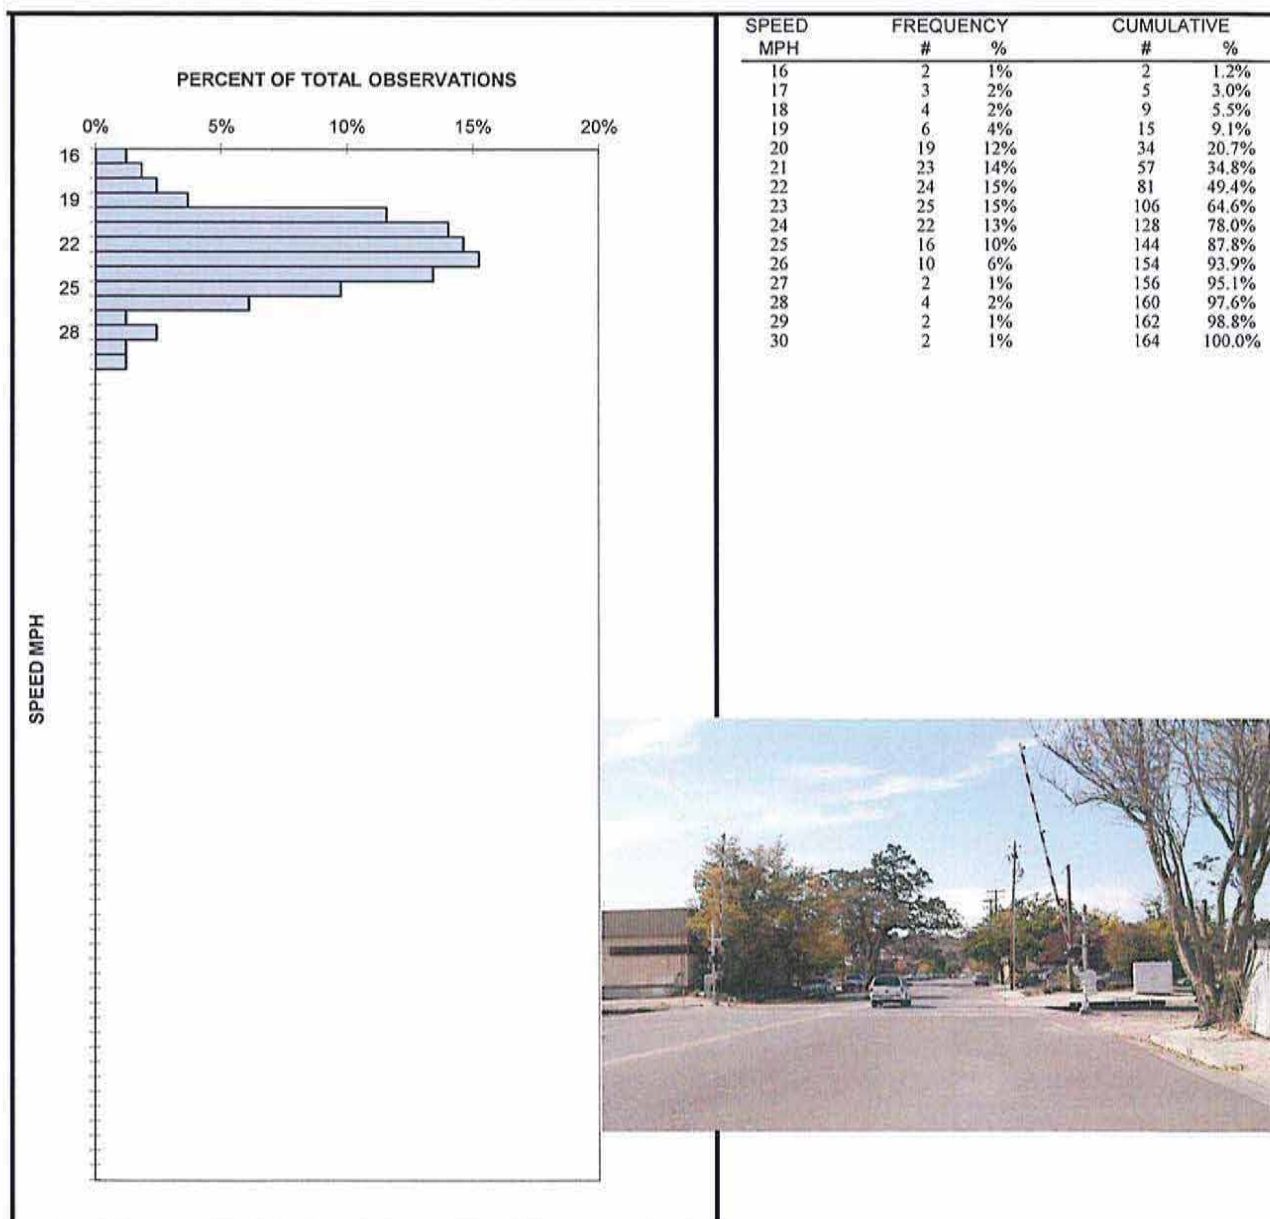 PERCENT OF TOTAL OBSERVATIONS
0% 5% 10% 15% 20%
16
19
22
25
28
SPEED MPH
SPEED FREQUENCY CUMULATIVE
MPH # % # %
16 2 1% 2 1.2%
17 3 2% 5 3.0%
18 4 2% 9 5.5%
19 6 4% 15 9.1%
20 19 12% 34 20.7%
21 23 14% 57 34.8%
22 24 15% 81 49.4%
23 25 15% 106 64.6%
24 22 13% 128 78.0%
25 16 10% 144 87.8%
26 10 6% 154 93.9%
27 2 1% 156 95.1%
28 4 2% 160 97.6%
29 2 1% 162 98.8%
30 2 1% 164 100.0%